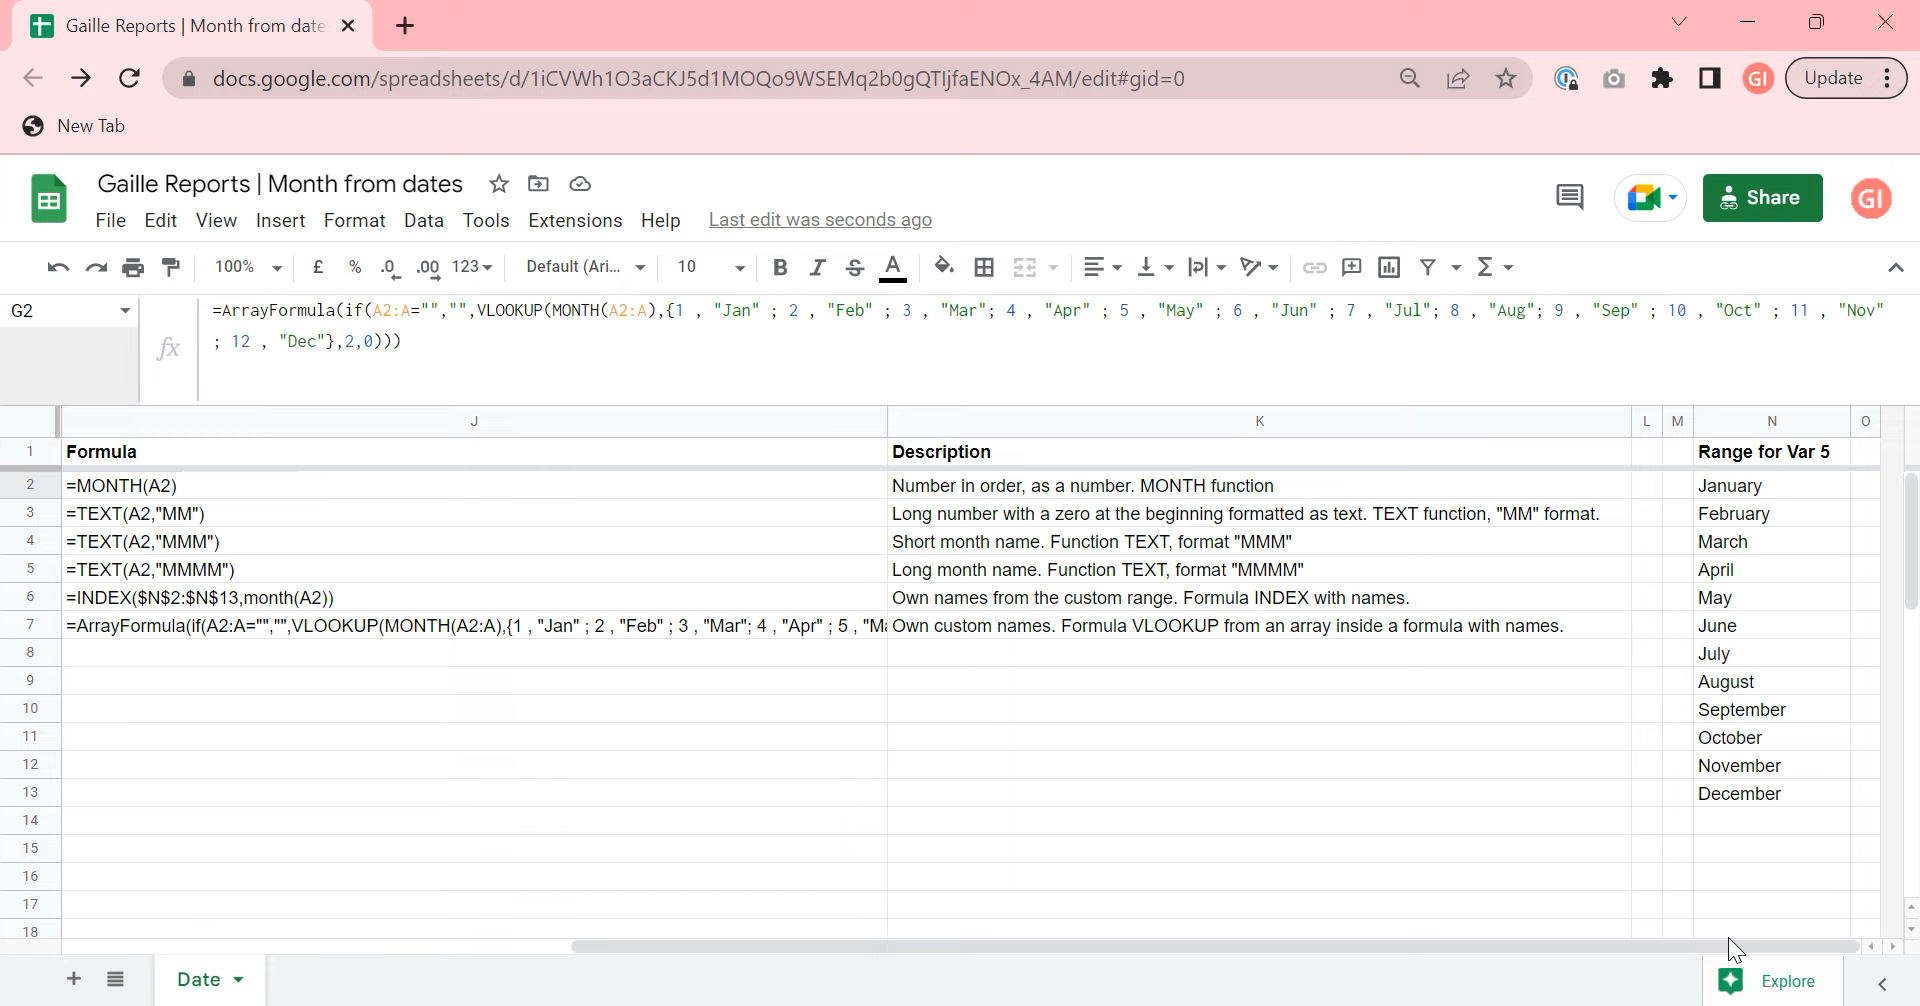 Gaille Reports | Month from date
docs.google.com/spreadsheets/d/1iCVWh1O3aCKJ5d1MOQo9WSEMq2b0gQTIjfaENOx_4AM/edit#gid=0
GI
Update
New Tab
Gaille Reports | Month from dates
File Edit View Insert Format Data Tools Extensions Help Last edit was seconds ago
Share
GI
100% £ % .0 .00 123 Default (Ari... 10 B I S A Σ
G2
fx
=ArrayFormula(if(A2:A="","",VLOOKUP(MONTH(A2:A),{1 , "Jan" ; 2 , "Feb" ; 3 , "Mar"; 4 , "Apr" ; 5 , "May" ; 6 , "Jun" ; 7 , "Jul"; 8 , "Aug"; 9 , "Sep" ; 10 , "Oct" ; 11 , "Nov"
; 12 , "Dec"},2,0)))
J K L M N O
1 Formula Description Range for Var 5
2 =MONTH(A2) Number in order, as a number. MONTH function January
3 =TEXT(A2,"MM") Long number with a zero at the beginning formatted as text. TEXT function, "MM" format. February
4 =TEXT(A2,"MMM") Short month name. Function TEXT, format "MMM" March
5 =TEXT(A2,"MMMM") Long month name. Function TEXT, format "MMMM" April
6 =INDEX($N$2:$N$13,month(A2)) Own names from the custom range. Formula INDEX with names. May
7 =ArrayFormula(if(A2:A="","",VLOOKUP(MONTH(A2:A),{1 , "Jan" ; 2 , "Feb" ; 3 , "Mar"; 4 , "Apr" ; 5 , "Ma Own custom names. Formula VLOOKUP from an array inside a formula with names. June
8 July
9 August
10 September
11 October
12 November
13 December
14
15
16
17
18
Date
Explore